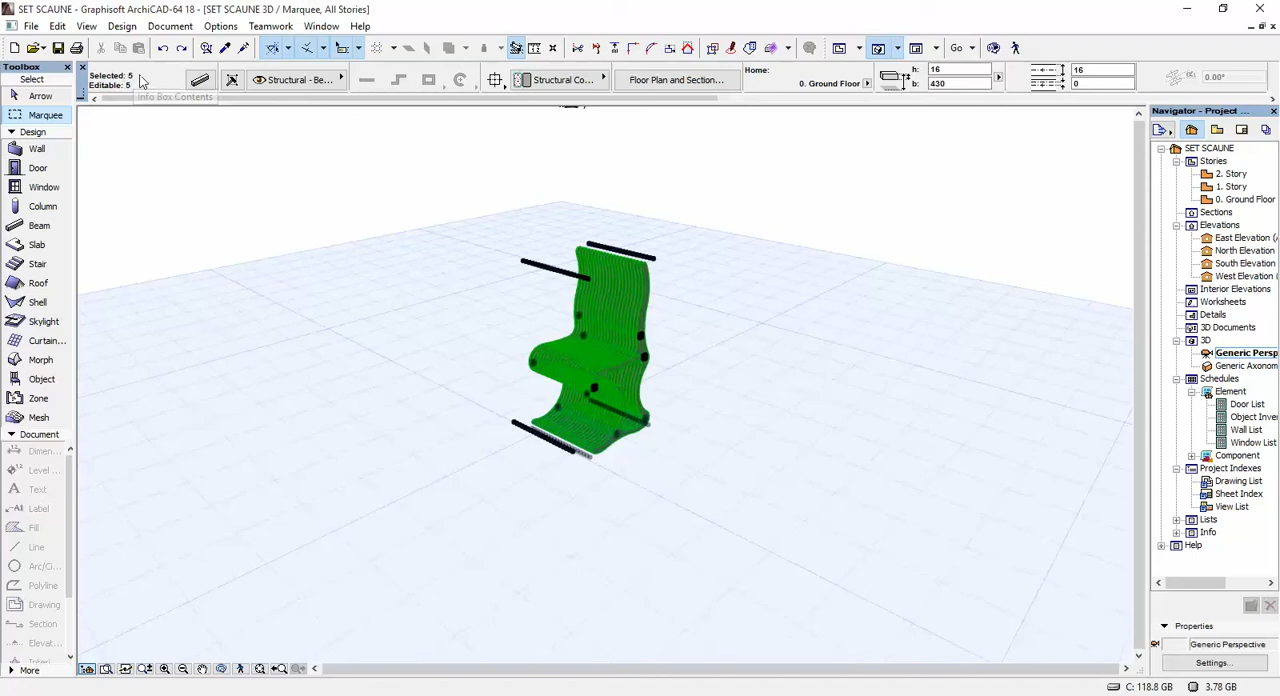 SET SCAUNE - Graphisoft ArchiCAD-64 18 - [SET SCAUNE 3D / Marquee, All Stories]
File Edit View Design Document Options Teamwork Window Help
Go
Toolbox
Select
Arrow
Marquee
Design
Wall
Door
Window
Column
Beam
Slab
Stair
Roof
Shell
Skylight
Curtain...
Morph
Object
Zone
Mesh
Document
Dimen...
Level ...
Text
Label
Fill
Line
Arc/Ci...
Polyline
Drawing
Section
Elevat...
More
Selected: 5
Editable: 5
Info Box Contents
Structural - Be...
Structural Co...
Floor Plan and Section...
Home:
0. Ground Floor
h: 16
b: 430
16
0
0.00°
Navigator - Project ...
SET SCAUNE
Stories
2. Story
1. Story
0. Ground Floor
Sections
Elevations
East Elevation (
North Elevation
South Elevation
West Elevation (
Interior Elevations
Worksheets
Details
3D Documents
3D
Generic Persp
Generic Axonom
Schedules
Element
Door List
Object Inve
Wall List
Window List
Component
Project Indexes
Drawing List
Sheet Index
View List
Lists
Info
Help
Properties
Generic Perspective
Settings...
C: 118.8 GB
3.78 GB